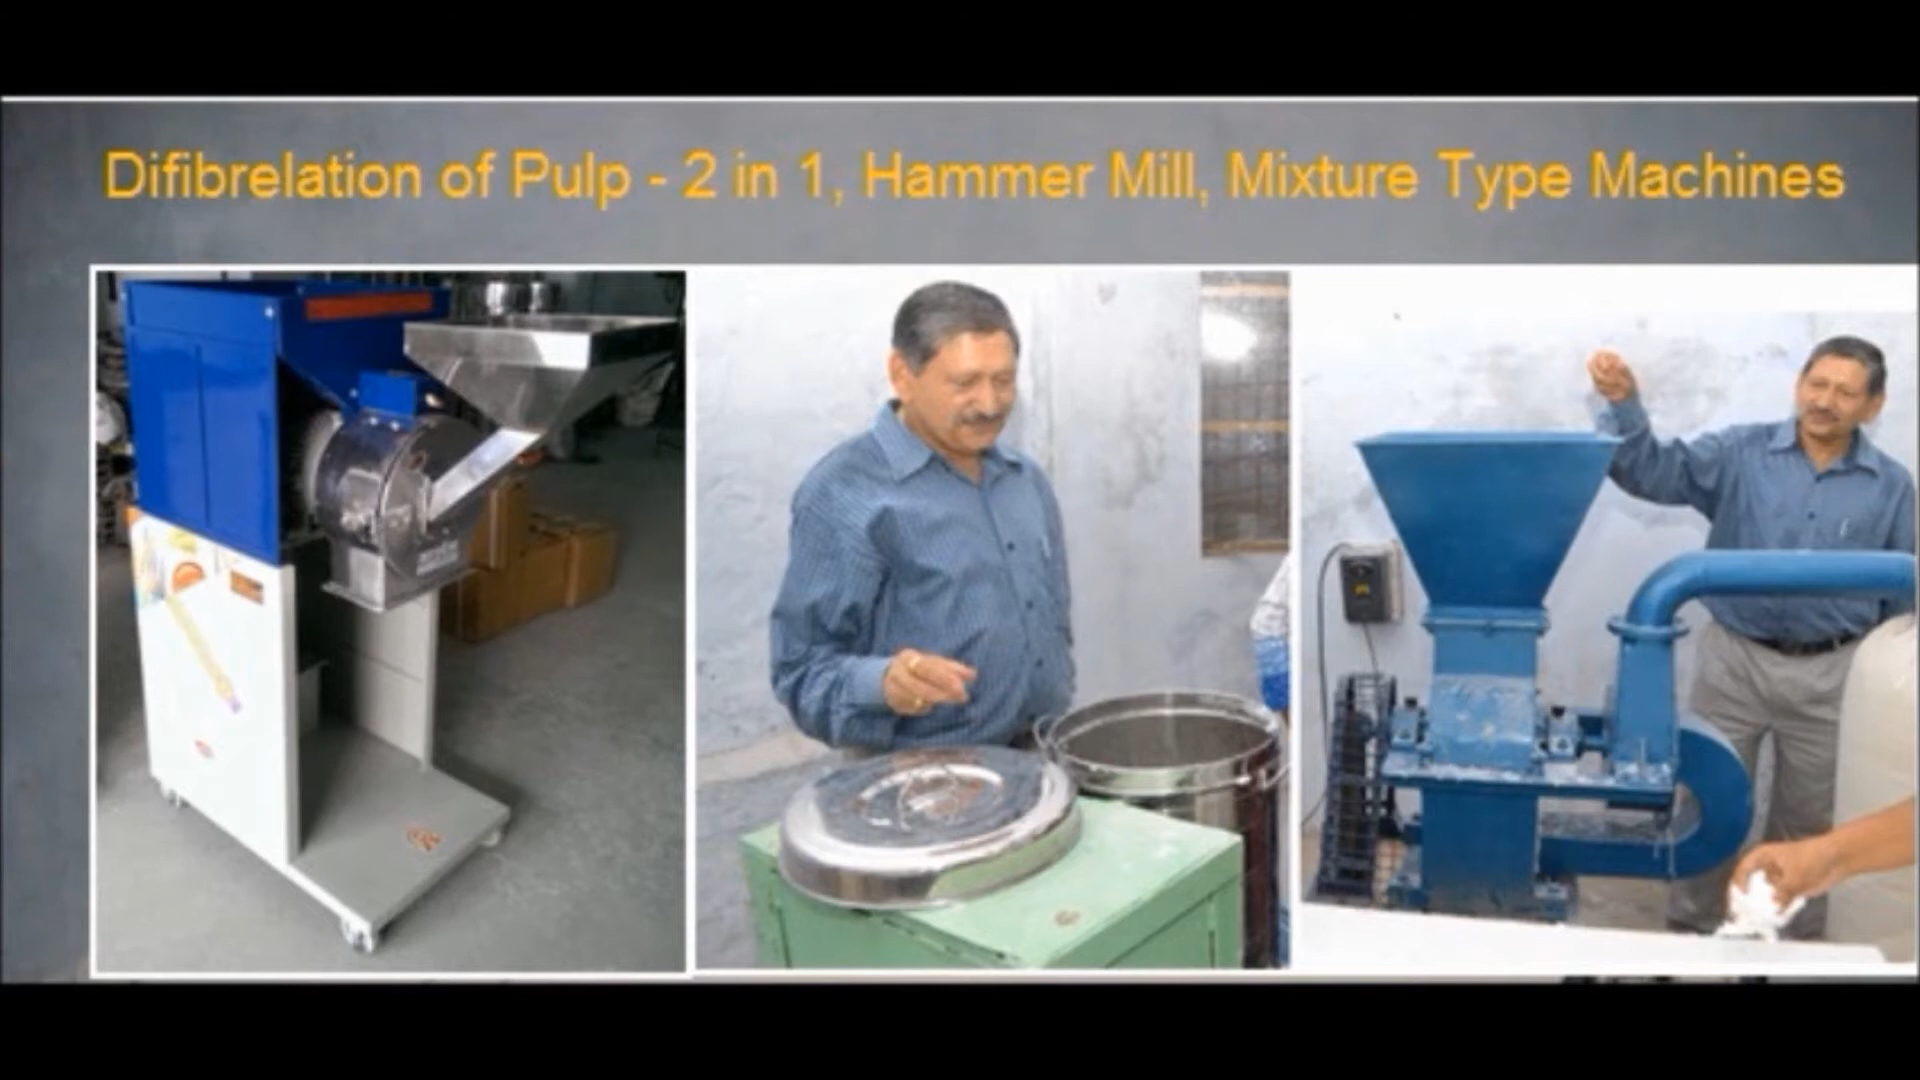 Difibrelation of Pulp - 2 in 1, Hammer Mill, Mixture Type Machines